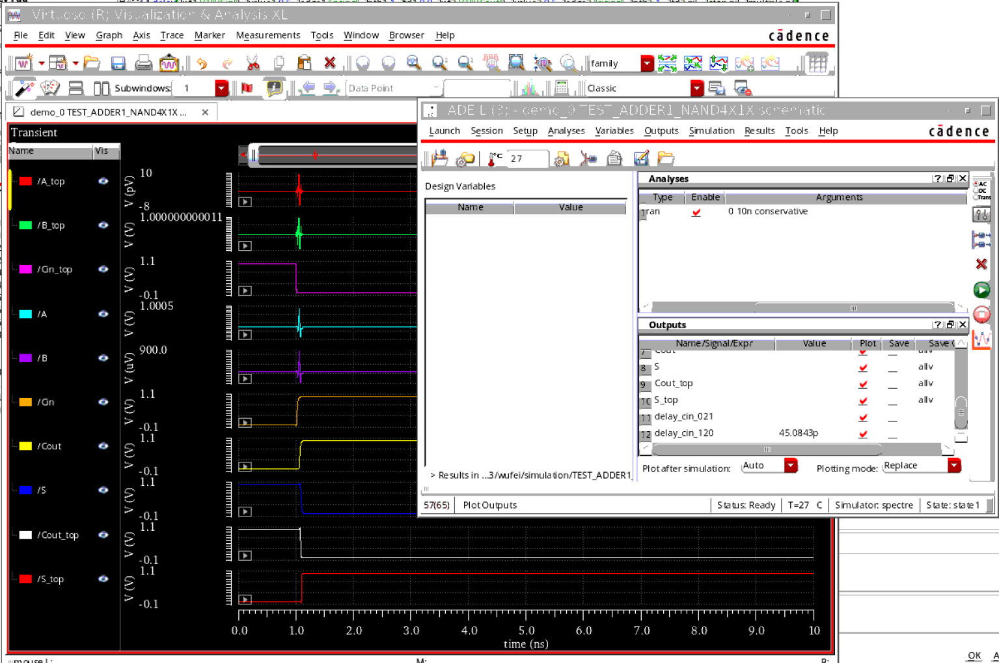 Virtuoso (R) Visualization & Analysis XL
File Edit View Graph Axis Trace Marker Measurements Tools Window Browser Help
cādence
family
Subwindows: 1
Data Point
Classic
demo_0 TEST_ADDER1_NAND4X1X ...
Transient
Name Vis
/A_top
V (pV)
10
-8
/B_top
V (V)
1.000000000011
/Cin_top
V (V)
1.1
-0.1
/A
V (V)
1.0005
/B
V (uV)
900.0
/Cin
V (V)
1.1
-0.1
/Cout
V (V)
1.1
-0.1
/S
V (V)
1.1
-0.1
/Cout_top
V (V)
1.1
-0.1
/S_top
V (V)
1.1
-0.1
0.0 1.0 2.0 3.0 4.0 5.0 6.0 7.0 8.0 9.0 10
time (ns)
ADE L (3) - demo_0 TEST_ADDER1_NAND4X1X schematic
Launch Session Setup Analyses Variables Outputs Simulation Results Tools Help
cādence
°C 27
Design Variables
Name Value
> Results in ...3/wufei/simulation/TEST_ADDER1_
Analyses
Type Enable Arguments
1 ran 0 10n conservative
AC
DC
Trans
Outputs
Name/Signal/Expr Value Plot Save Save
7 Cout allv
8 S allv
9 Cout_top allv
10 S_top allv
11 delay_cin_021
12 delay_cin_120 45.0843p
Plot after simulation: Auto Plotting mode: Replace
57(65) Plot Outputs Status: Ready T=27 C Simulator: spectre State: state1
mouse L: M: R:
OK